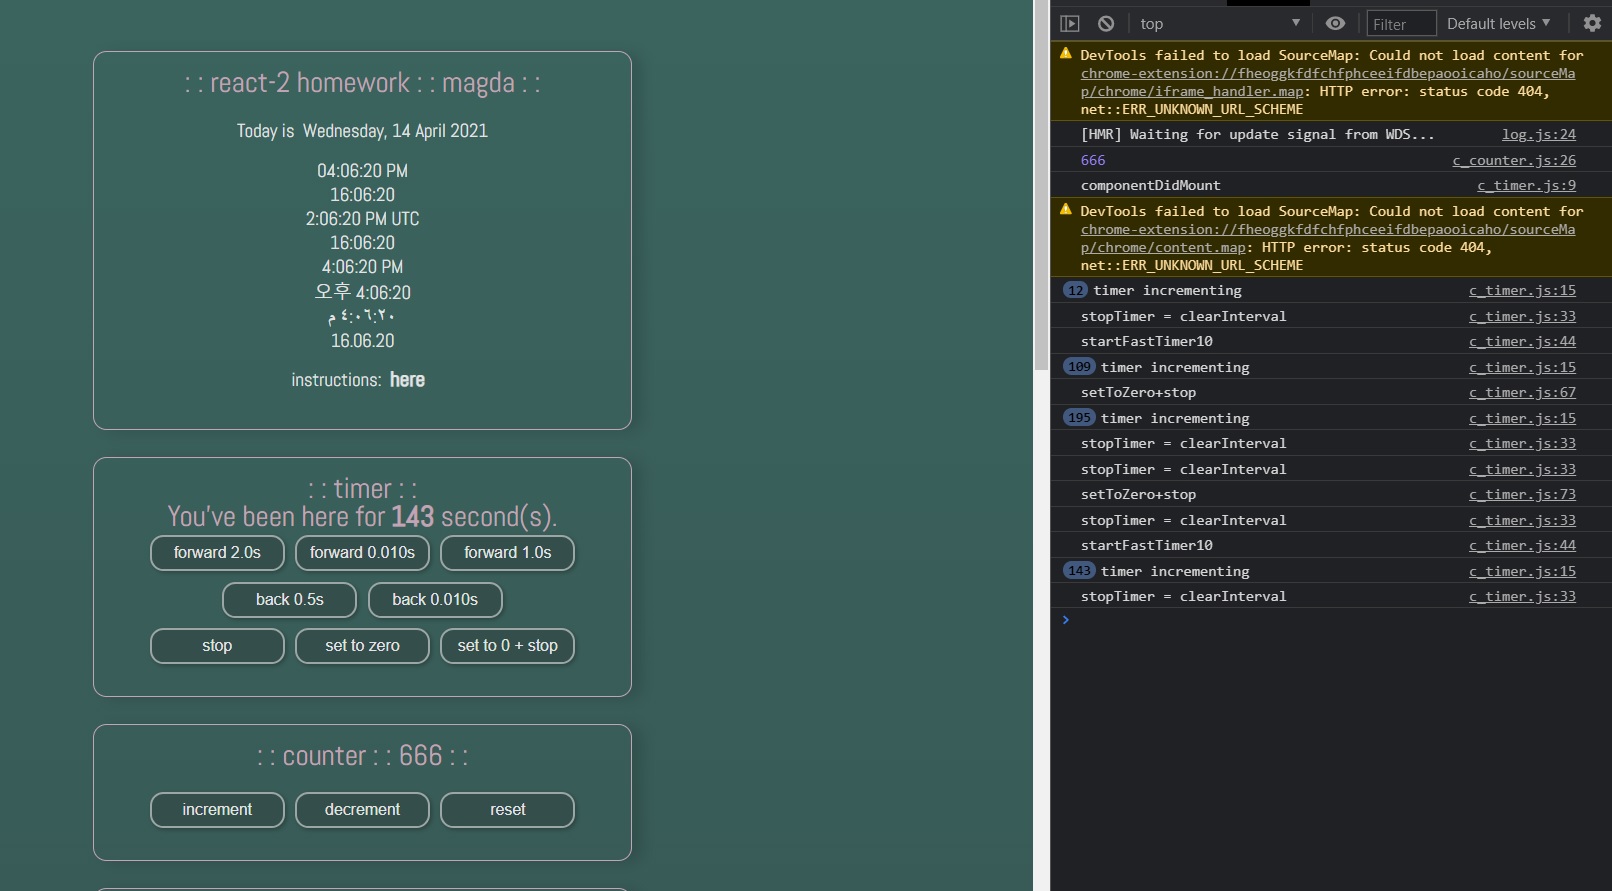 : : react-2 homework : : magda : :
Today is  Wednesday, 14 April 2021
04:06:20 PM
16:06:20
2:06:20 PM UTC
16:06:20
4:06:20 PM
오후 4:06:20
٤:٠٦:٢٠ م
16.06.20
instructions:  here
: : timer : :
You've been here for 143 second(s).
forward 2.0s forward 0.010s forward 1.0s
back 0.5s back 0.010s
stop set to zero set to 0 + stop
: : counter : : 666 : :
increment decrement reset
top Filter Default levels
DevTools failed to load SourceMap: Could not load content for
chrome-extension://fheoggkfdfchfphceeifdbepaooicaho/sourceMa
p/chrome/iframe_handler.map: HTTP error: status code 404,
net::ERR_UNKNOWN_URL_SCHEME
[HMR] Waiting for update signal from WDS... log.js:24
666 c_counter.js:26
componentDidMount c_timer.js:9
DevTools failed to load SourceMap: Could not load content for
chrome-extension://fheoggkfdfchfphceeifdbepaooicaho/sourceMa
p/chrome/content.map: HTTP error: status code 404,
net::ERR_UNKNOWN_URL_SCHEME
12 timer incrementing c_timer.js:15
stopTimer = clearInterval c_timer.js:33
startFastTimer10 c_timer.js:44
109 timer incrementing c_timer.js:15
setToZero+stop c_timer.js:67
195 timer incrementing c_timer.js:15
stopTimer = clearInterval c_timer.js:33
stopTimer = clearInterval c_timer.js:33
setToZero+stop c_timer.js:73
stopTimer = clearInterval c_timer.js:33
startFastTimer10 c_timer.js:44
143 timer incrementing c_timer.js:15
stopTimer = clearInterval c_timer.js:33